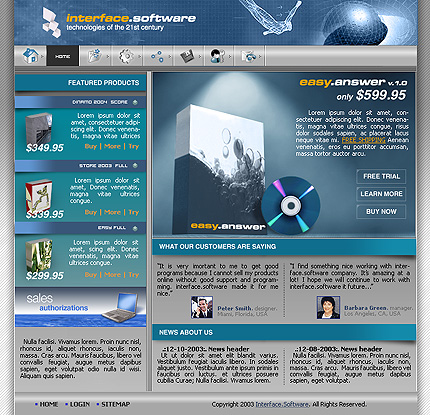 interface.software
technologies of the 21st century
HOME
FEATURED PRODUCTS
DYNAMO 2004 SCORE
Lorem ipsum dolor sit amet, consectetuer adipiscing elit. Donec venenatis, magna vitae ultrices
$349.95
Buy | More | Try
STORE 2003 FULL
Lorem ipsum dolor sit amet; Donec venenatis, magna vitae ultrices congue.
$339.95
Buy | More | Try
EASY FULL
Lorem ipsum dolor sit amet, scing elit. Donec venenatis, magna vitae ultrices congue.
$299.95
Buy | More | Try
sales
authorizations
Nulla facilisi. Vivamus lorem. Proin nunc nisl, rhoncus id, aliquet rhoncus, iaculis non, massa. Cras arcu. Mauris faucibus, libero vel convallis feugiat, augue metus dapibus sapien, eget volutpat odio nulla id wisi. Aliquam quis sapien.
easy.answer v.1.0
only $599.95
Lorem ipsum dolor sit amet, consectetuer adipiscing elit. Donec venenatis, magna vitae ultrices congue, risus dolor sodales sapien, ac placerat lacus neque vitae mi. FREE SHIPPING Aenean venenatis, eros eu porttitor accumsan, massa tortor auctor arcu.
FREE TRIAL
LEARN MORE
BUY NOW
easy.answer
WHAT OUR CUSTOMERS ARE SAYING
"It is very mortant to me to get good programs because I cannot sell my products online without good support and programming, interface.software made it for me nice."
Peter Smith, designer.
Miami, Florida, USA
"I find something nice working with interface.software company. It's amazing at a lot! I hope we will continue to work with interface.software it future..."
Barbara Green, manager.
Los Angeles, CA, USA
NEWS ABOUT US
.:12-10-2003:. News header
Ut ut dolor sit amet elit blandit varius. Vestibulum feugiat iaculis libero. In sodales aliquet justo. Vestibulum ante ipsum primis in faucibus orci luctus. et ultrices posuere cubilia Curae; Nulla facilisi. Vivamus lorem.
.:12-08-2003:. News header
Nulla facilisi. Vivamus lorem. Proin nunc nisl, rhoncus id, aliquet rhoncus, iaculis non, massa. Cras arcu. Mauris faucibus, libero vel convallis feugiat, augue metus dapibus sapien, eget volutpat.
HOME LOGIN SITEMAP
Copyright 2003 Interface.Software. All Rights Reserved.